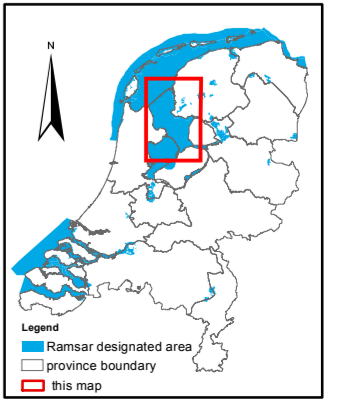 N
Legend
Ramsar designated area
province boundary
this map